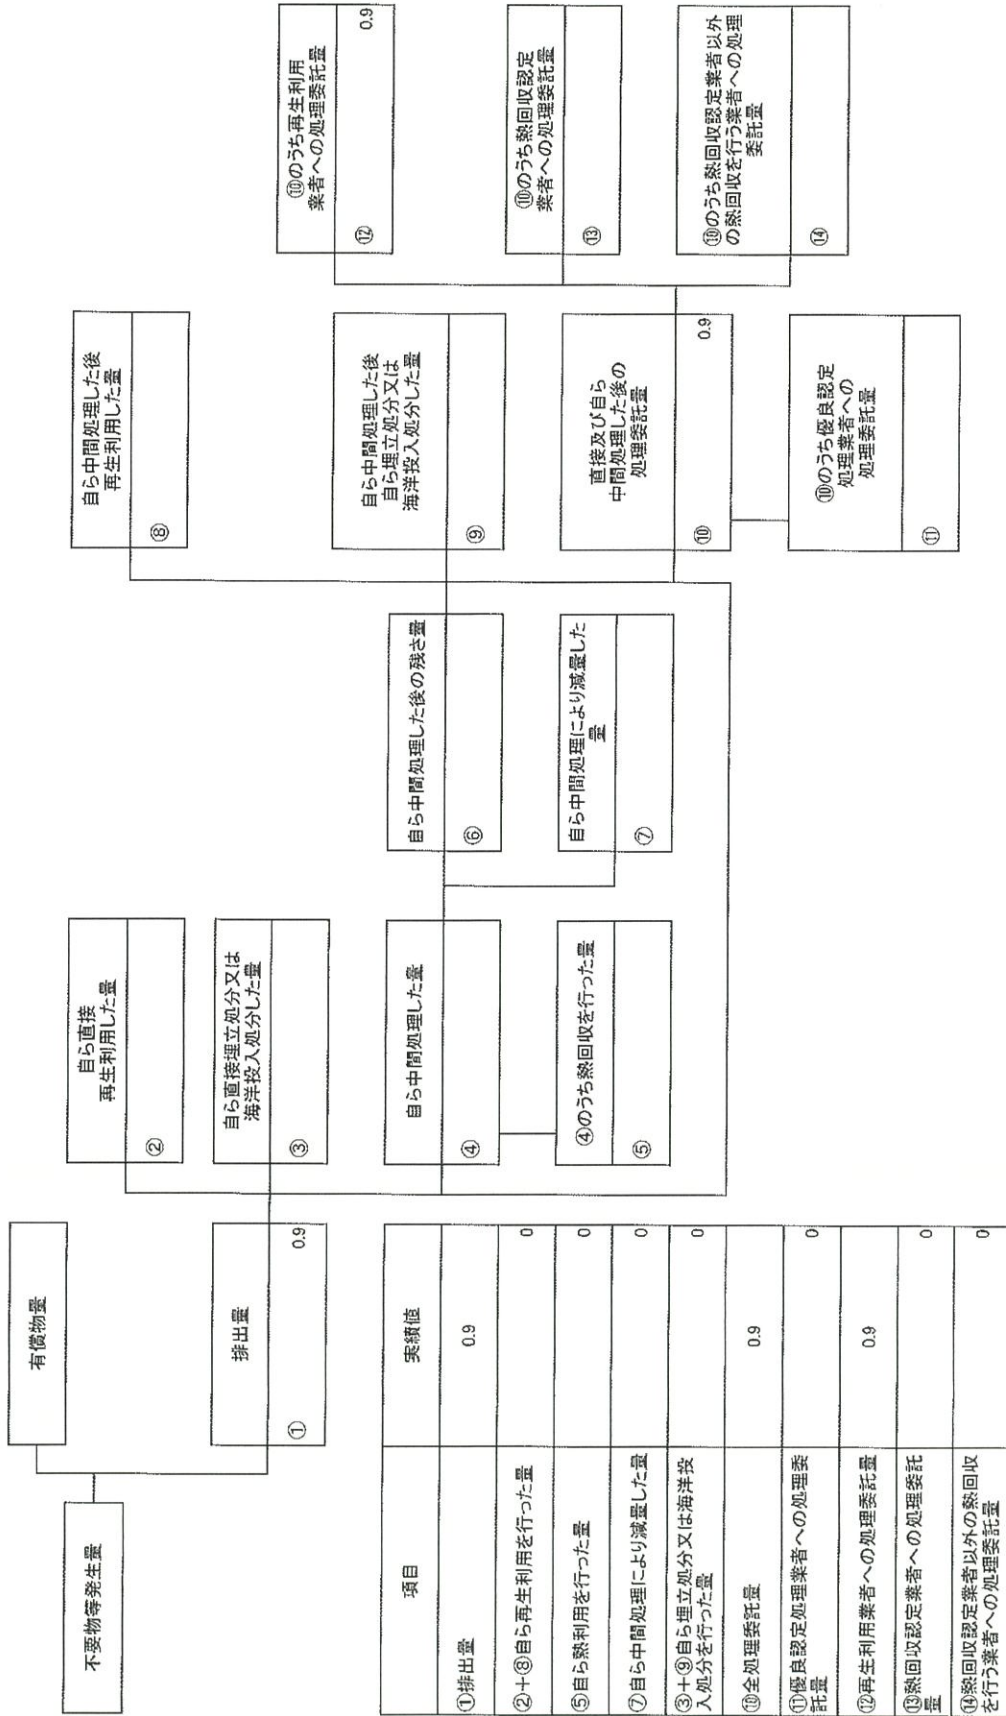 不要物等発生量
有償物量
排出量
① 0.9
自ら直接
再生利用した量
②
自ら直接埋立処分又は
海洋投入処分した量
③
自ら中間処理した量
④
④のうち熱回収を行った量
⑤
自ら中間処理した後の残さ量
⑥
自ら中間処理により減量した
量
⑦
自ら中間処理した後
再生利用した量
⑧
自ら中間処理した後
自ら埋立処分又は
海洋投入処分した量
⑨
直接及び自ら
中間処理した後の
処理委託量
⑩ 0.9
⑩のうち優良認定
処理業者への
処理委託量
⑪
⑩のうち再生利用
業者への処理委託量
⑫ 0.9
⑩のうち熱回収認定
業者への処理委託量
⑬
⑩のうち熱回収認定業者以外
の熱回収を行う業者への処理
委託量
⑭
項目 実績値
①排出量 0.9
②+⑧自ら再生利用を行った量 0
⑤自ら熱利用を行った量 0
⑦自ら中間処理により減量した量 0
③+⑨自ら埋立処分又は海洋投
入処分を行った量 0
⑩全処理委託量 0.9
⑪優良認定処理業者への処理委
託量 0
⑫再生利用業者への処理委託量 0.9
⑬熱回収認定業者への処理委託
量 0
⑭熱回収認定業者以外の熱回収
を行う業者への処理委託量 0